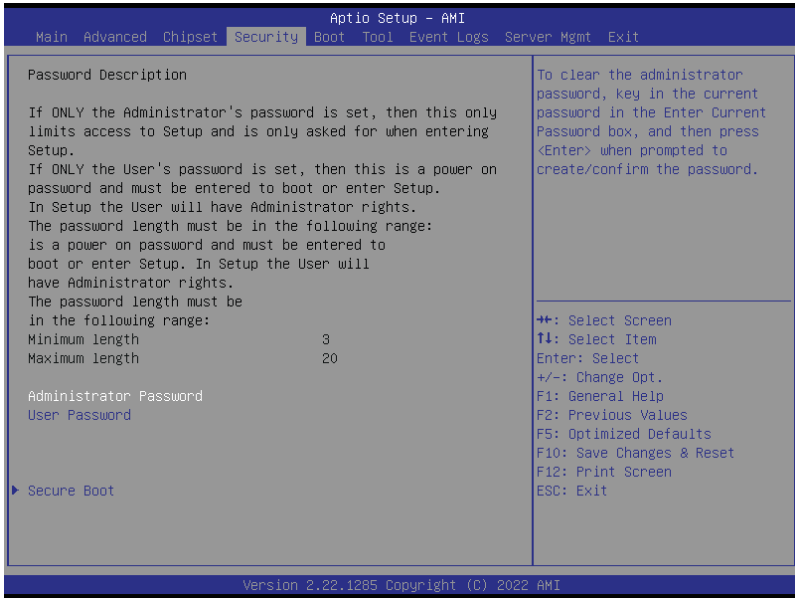 Aptio Setup – AMI
Main Advanced Chipset Security Boot Tool Event Logs Server Mgmt Exit
Password Description
If ONLY the Administrator's password is set, then this only
limits access to Setup and is only asked for when entering
Setup.
If ONLY the User's password is set, then this is a power on
password and must be entered to boot or enter Setup.
In Setup the User will have Administrator rights.
The password length must be in the following range:
is a power on password and must be entered to
boot or enter Setup. In Setup the User will
have Administrator rights.
The password length must be
in the following range:
Minimum length 3
Maximum length 20
Administrator Password
User Password
Secure Boot
To clear the administrator
password, key in the current
password in the Enter Current
Password box, and then press
<Enter> when prompted to
create/confirm the password.
→←: Select Screen
↑↓: Select Item
Enter: Select
+/-: Change Opt.
F1: General Help
F2: Previous Values
F5: Optimized Defaults
F10: Save Changes & Reset
F12: Print Screen
ESC: Exit
Version 2.22.1285 Copyright (C) 2022 AMI